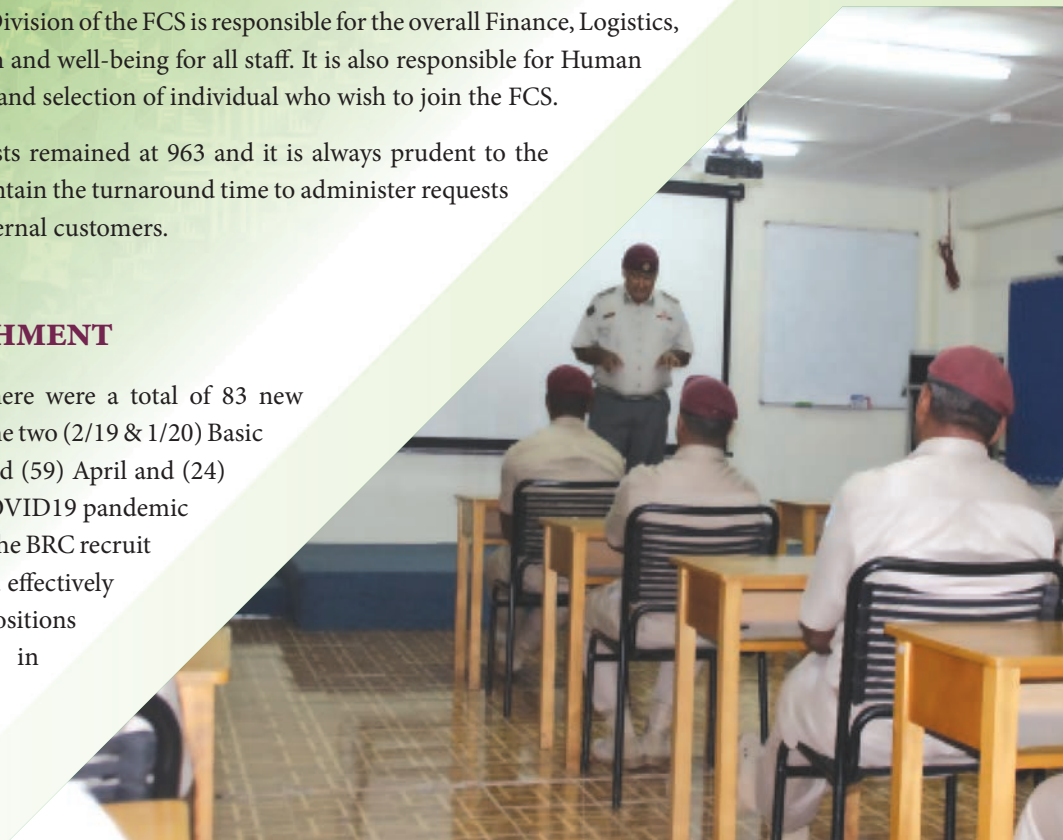 Division of the FCS is responsible for the overall Finance, Logistics,
n and well-being for all staff. It is also responsible for Human
and selection of individual who wish to join the FCS.
sts remained at 963 and it is always prudent to the
ntain the turnaround time to administer requests
ernal customers.
HMENT
here were a total of 83 new
he two (2/19 & 1/20) Basic
d (59) April and (24)
OVID19 pandemic
he BRC recruit
effectively
ositions
in